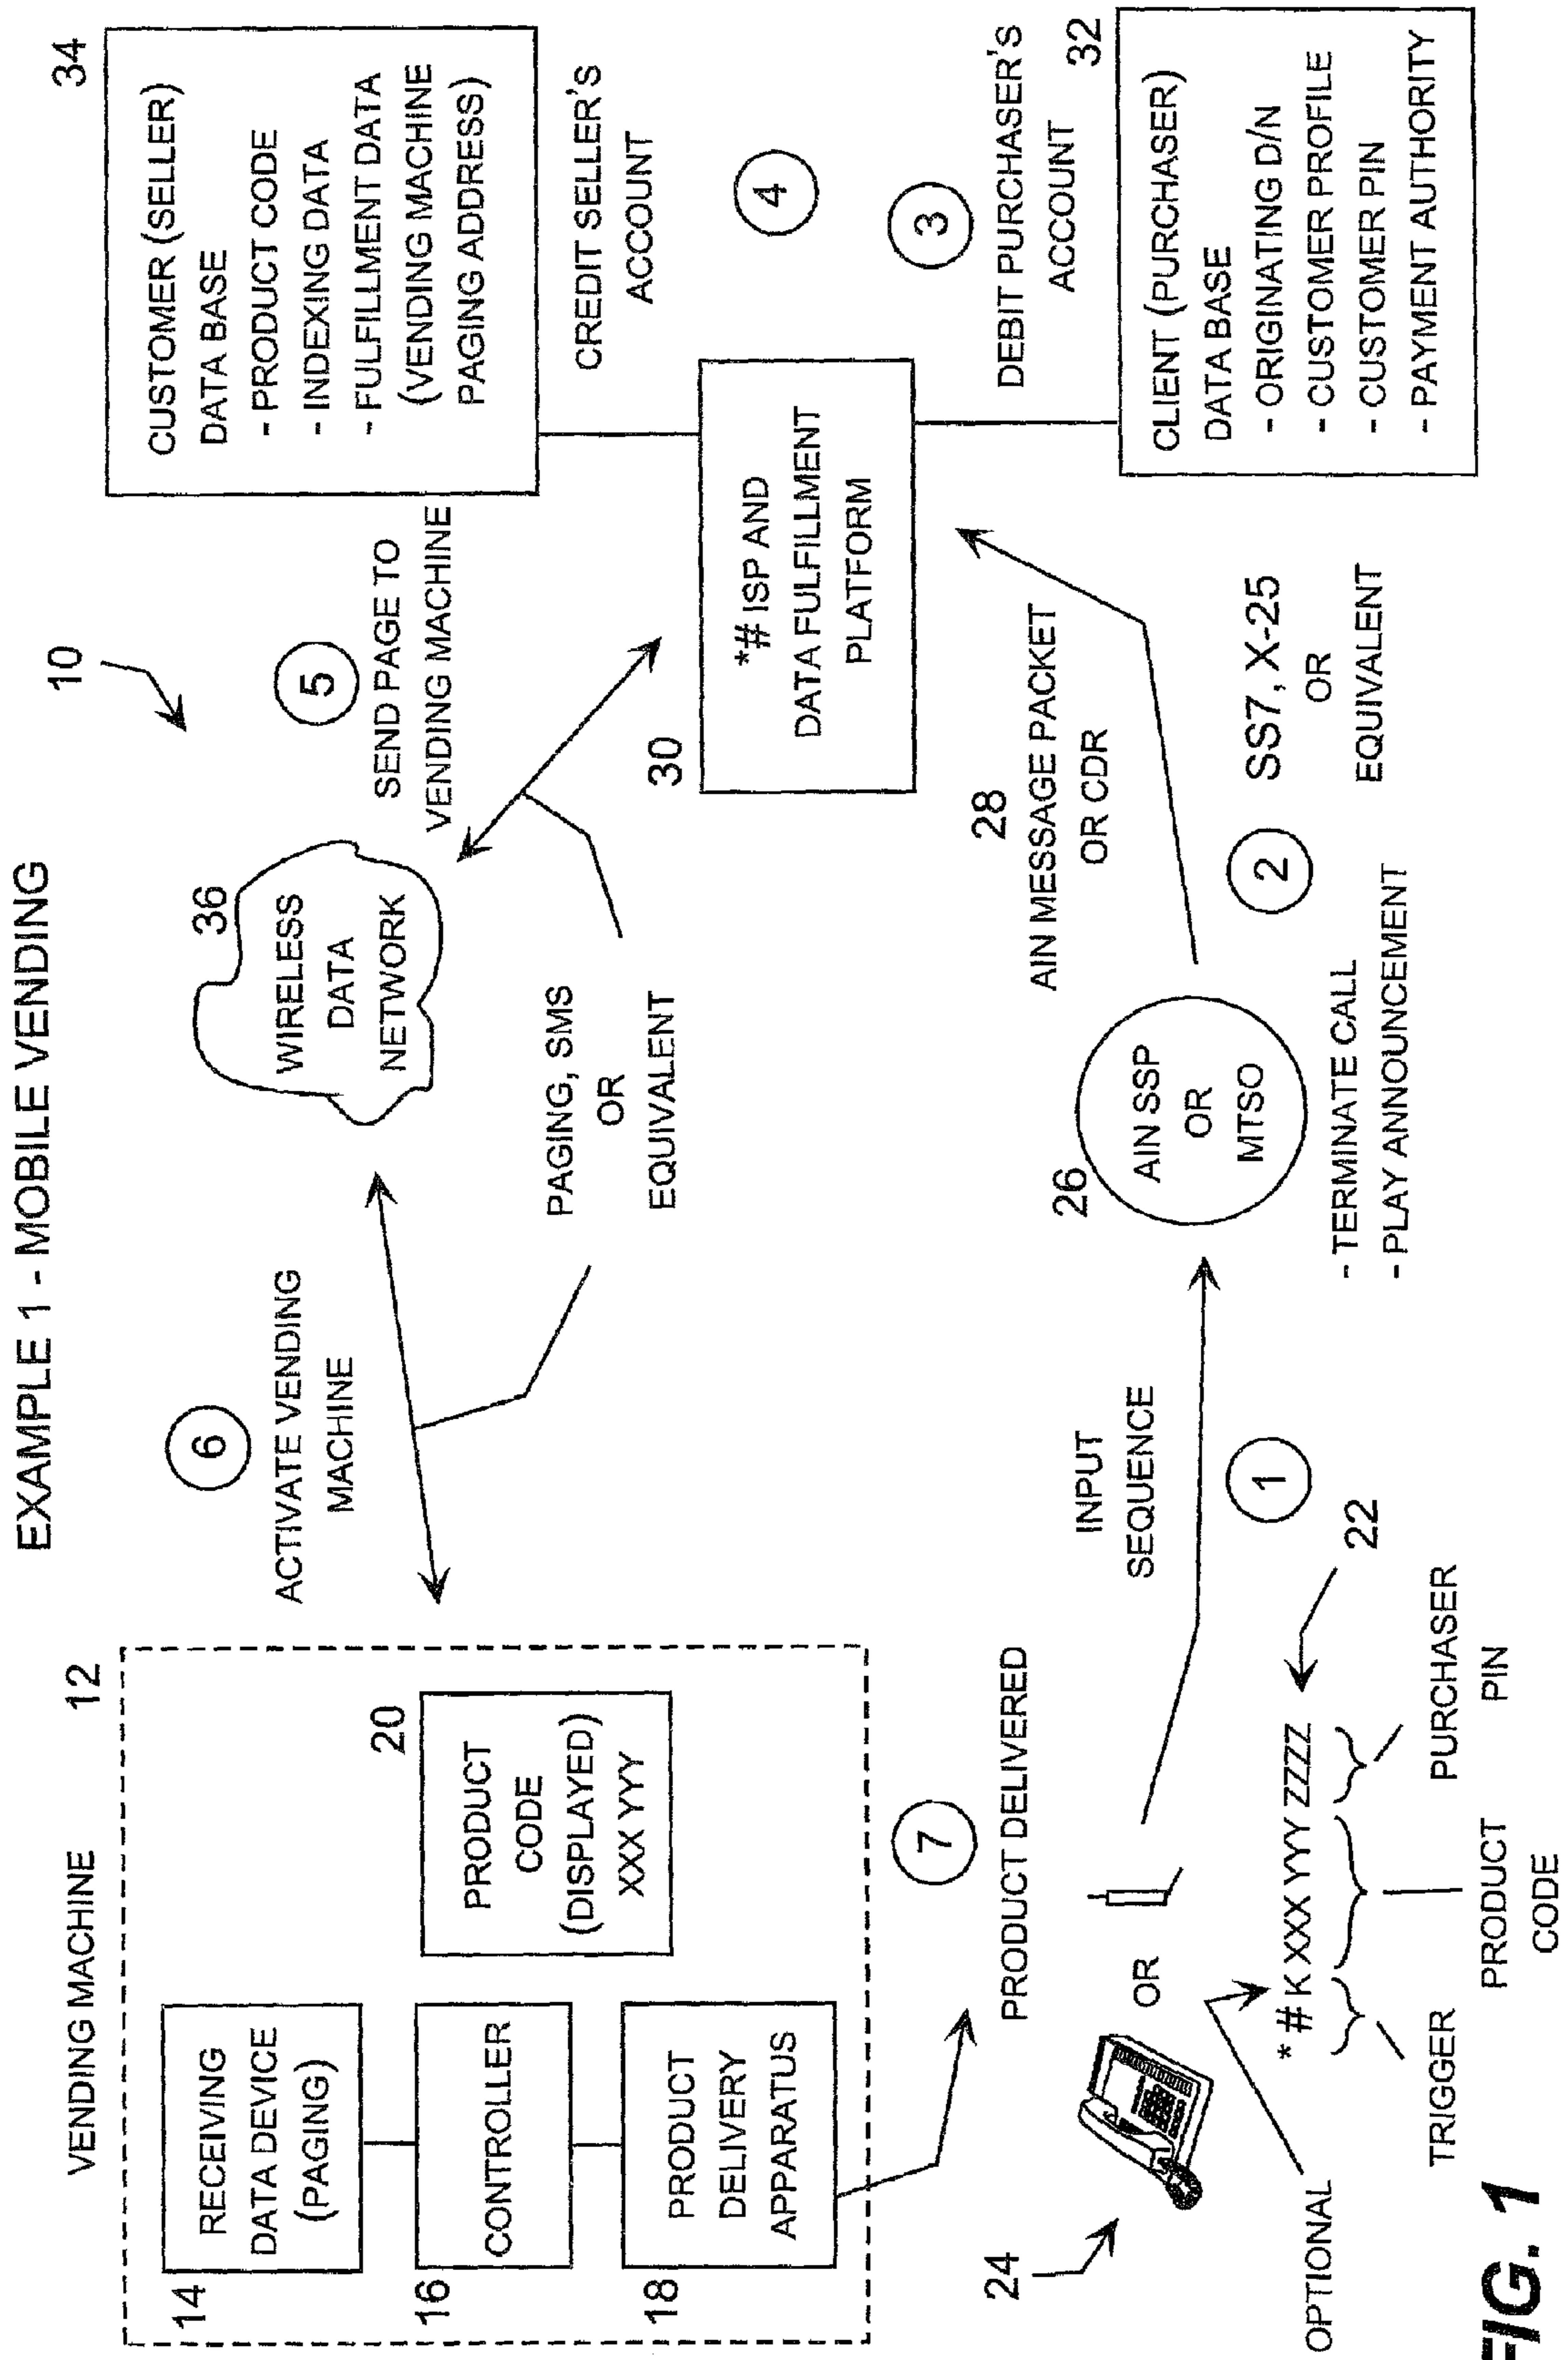 EXAMPLE 1 - MOBILE VENDING
VENDING MACHINE
12
14
RECEIVING
DATA DEVICE
(PAGING)
16
CONTROLLER
18
PRODUCT
DELIVERY
APPARATUS
20
PRODUCT
CODE
(DISPLAYED)
XXX YYY
6
ACTIVATE VENDING
MACHINE
36
WIRELESS
DATA
NETWORK
PAGING, SMS
OR
EQUIVALENT
10
5
SEND PAGE TO
VENDING MACHINE
34
CUSTOMER (SELLER)
DATA BASE
- PRODUCT CODE
- INDEXING DATA
- FULFILLMENT DATA
(VENDING MACHINE
PAGING ADDRESS)
CREDIT SELLER'S
ACCOUNT
4
30
*# ISP AND
DATA FULFILLMENT
PLATFORM
3
DEBIT PURCHASER'S
ACCOUNT
32
CLIENT (PURCHASER)
DATA BASE
- ORIGINATING D/N
- CUSTOMER PROFILE
- CUSTOMER PIN
- PAYMENT AUTHORITY
7
PRODUCT DELIVERED
24
OR
INPUT
SEQUENCE
1
26
AIN SSP
OR
MTSO
- TERMINATE CALL
- PLAY ANNOUNCEMENT
28
AIN MESSAGE PACKET
OR CDR
2
SS7, X-25
OR
EQUIVALENT
OPTIONAL
*# K XXX YYY ZZZZ
22
TRIGGER
PRODUCT
CODE
PURCHASER
PIN
FIG. 1